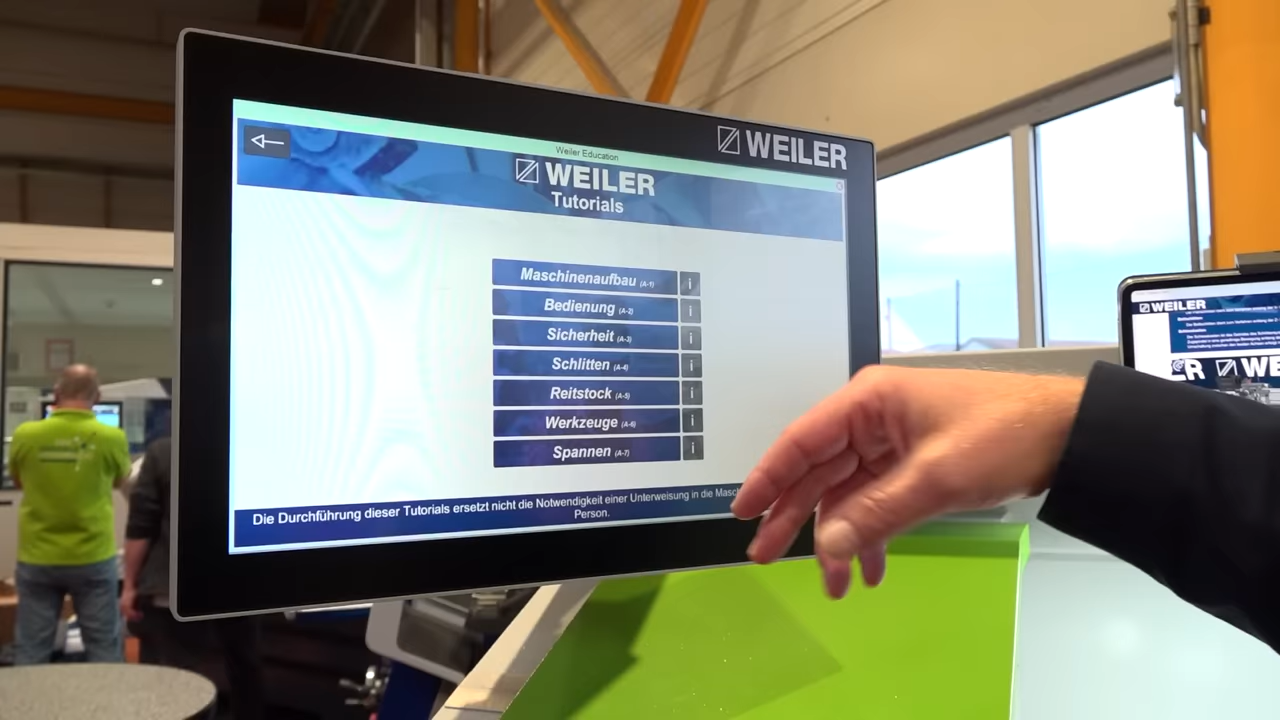 WEILER
Weiler Education
WEILER
Tutorials
Maschinenaufbau (A-1) i
Bedienung (A-2) i
Sicherheit (A-3) i
Schlitten (A-4) i
Reitstock (A-5) i
Werkzeuge (A-6) i
Spannen (A-7) i
Die Durchführung dieser Tutorials ersetzt nicht die Notwendigkeit einer Unterweisung in die Masch
Person.
WEILER
WE